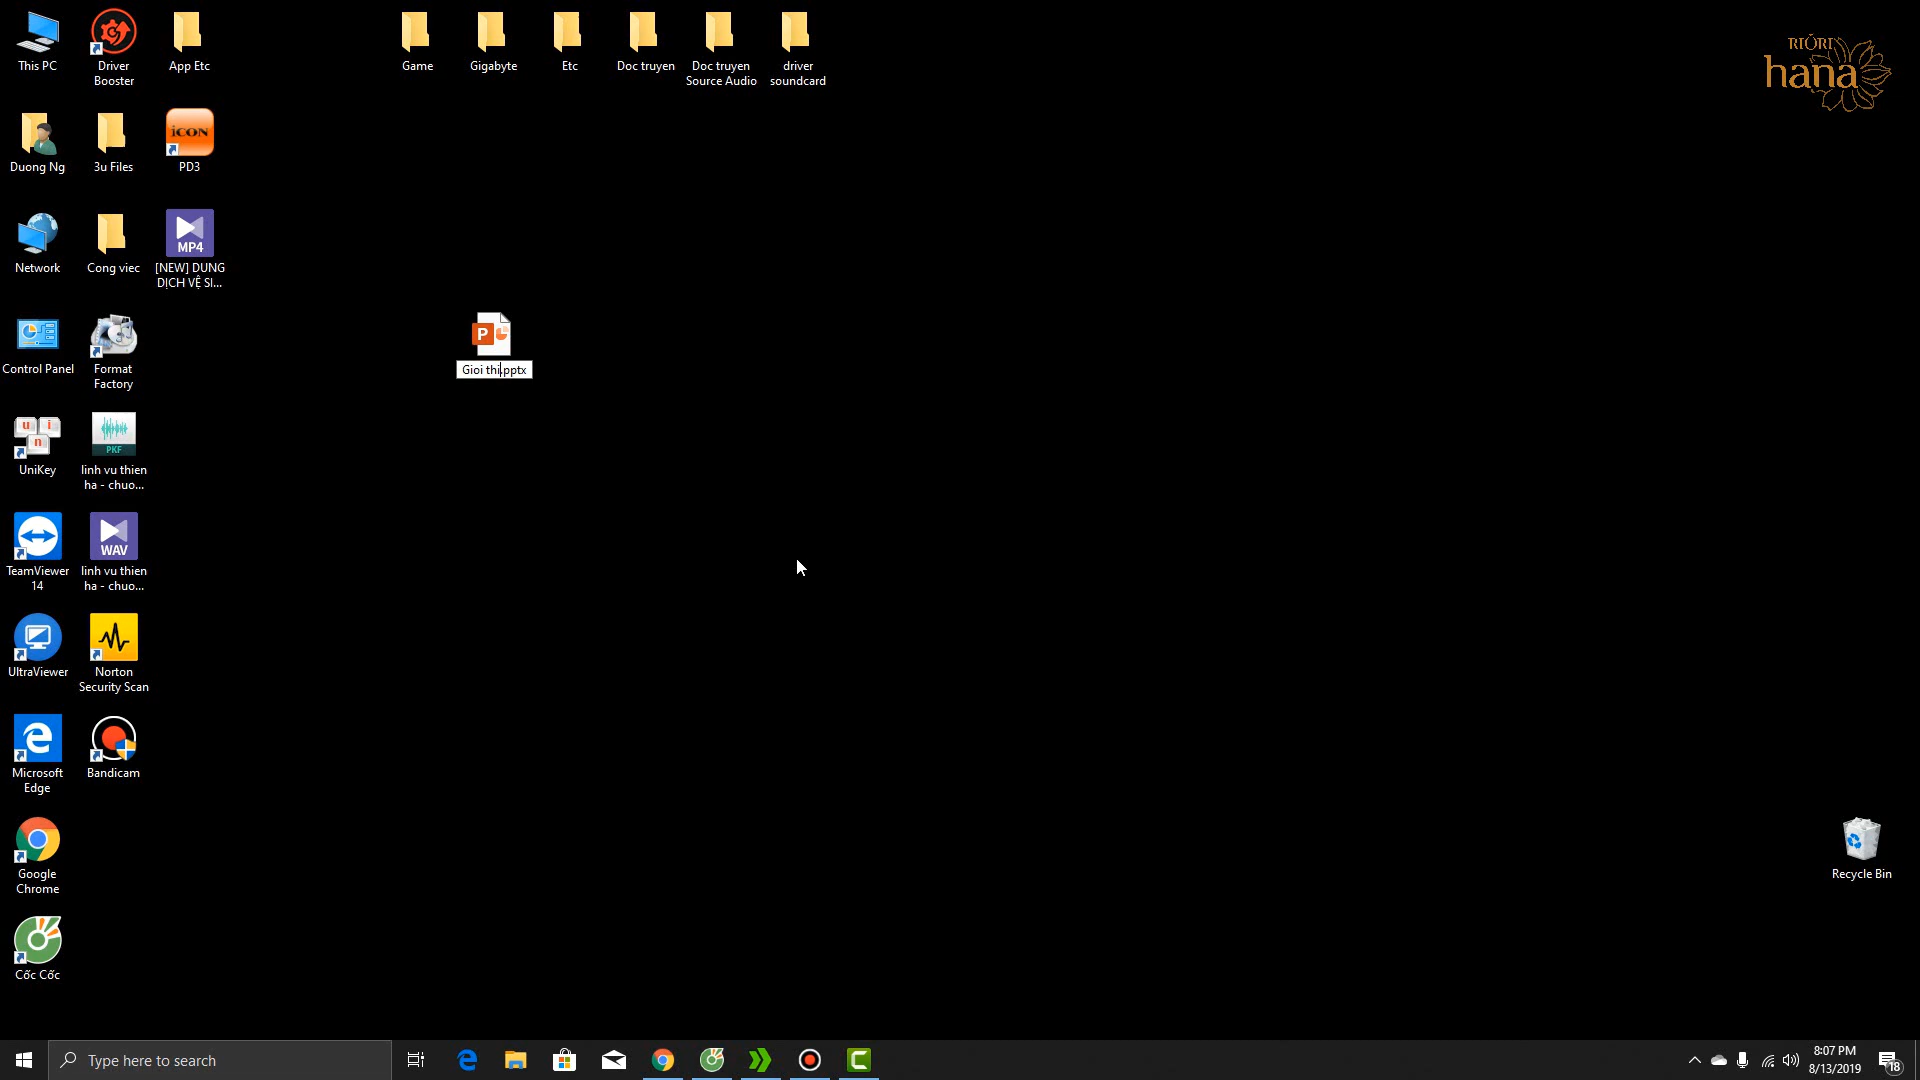 This PC
Driver
Booster
App Etc
Game
Gigabyte
Etc
Doc truyen
Doc truyen
Source Audio
driver
soundcard
RIORI
hana
Duong Ng
3u Files
iCON
PD3
Network
Cong viec
MP4
[NEW] DUNG
DỊCH VỆ SI...
Control Panel
Format
Factory
P
Gioi thi.pptx
u i n
UniKey
PKF
linh vu thien
ha - chuo...
TeamViewer
14
WAV
linh vu thien
ha - chuo...
UltraViewer
Norton
Security Scan
Microsoft
Edge
Bandicam
Google
Chrome
Recycle Bin
Cốc Cốc
Type here to search
8:07 PM
8/13/2019
18